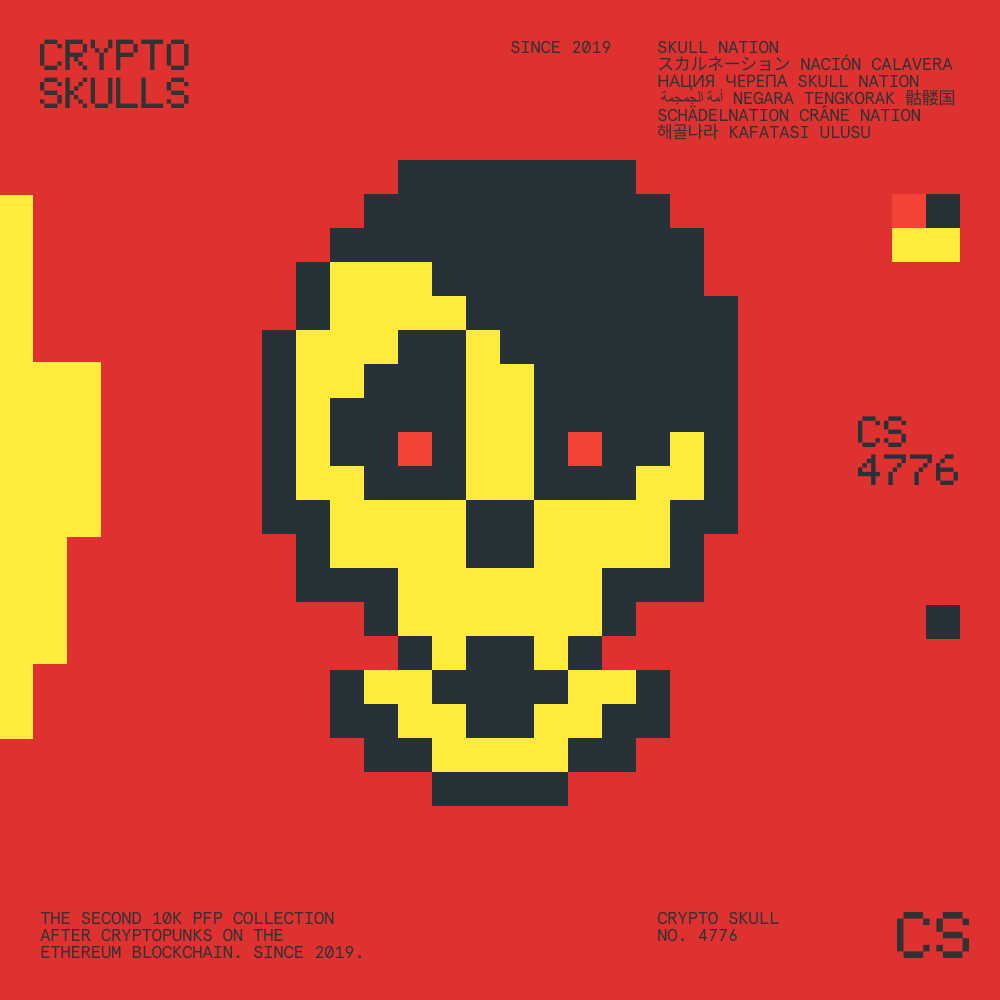 CRYPTO
SKULLS
SINCE 2019
SKULL NATION
スカルネーション NACIÓN CALAVERA
НАЦИЯ ЧЕРЕПА SKULL NATION
أمة الجمجمة NEGARA TENGKORAK 骷髅国
SCHÄDELNATION CRÂNE NATION
해골나라 KAFATASI ULUSU
CS
4776
THE SECOND 10K PFP COLLECTION
AFTER CRYPTOPUNKS ON THE
ETHEREUM BLOCKCHAIN. SINCE 2019.
CRYPTO SKULL
NO. 4776
CS